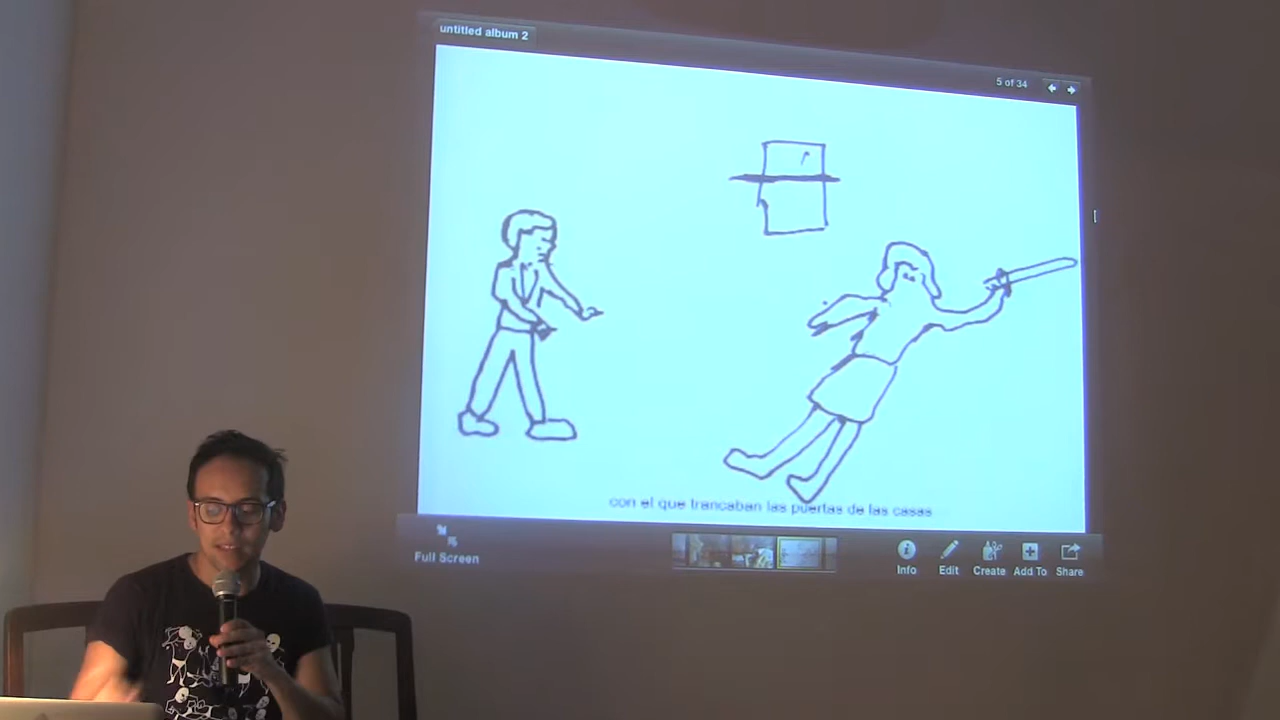 untitled album 2
5 of 34
con el que trancaban las puertas de las casas
Full Screen
Info
Edit
Create
Add To
Share